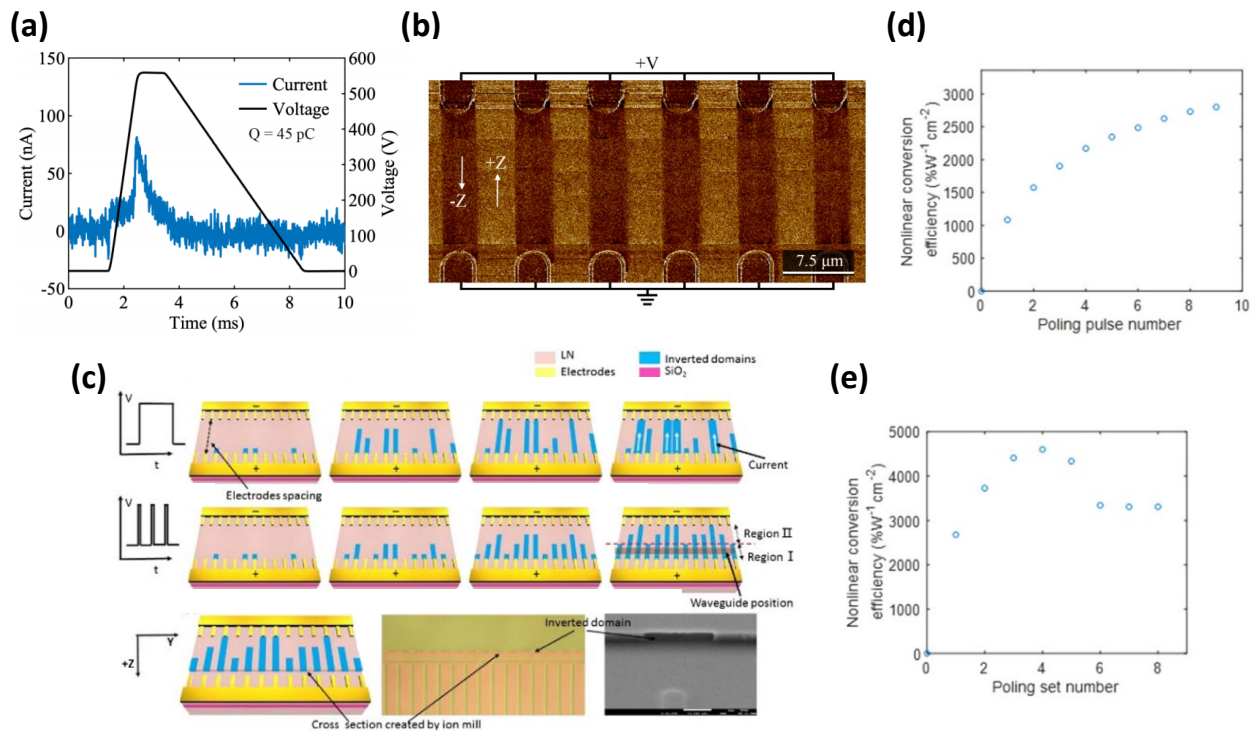 (a)
150
100
50
0
-50
Current (nA)
600
500
400
300
200
100
0
Voltage (V)
Current
Voltage
Q = 45 pC
0 2 4 6 8 10
Time (ms)
(b)
+V
-Z
+Z
7.5 μm
(d)
3000
2500
2000
1500
1000
500
0
Nonlinear conversion
efficiency (%W⁻¹ cm⁻²)
0 2 4 6 8 10
Poling pulse number
(c)
LN
Electrodes
Inverted domains
SiO₂
V
t
−
−
−
−
+
+
+
+
Electrodes spacing
Current
V
t
−
−
−
−
+
+
+
+
Region II
Region I
Waveguide position
Y
+Z
−
+
Inverted domain
Cross section created by ion mill
(e)
5000
4000
3000
2000
1000
0
Nonlinear conversion
efficiency (%W⁻¹ cm⁻²)
0 2 4 6 8
Poling set number